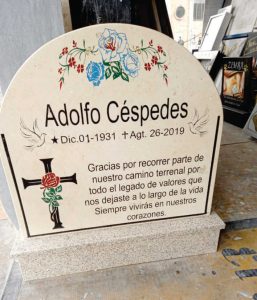 Adolfo Céspedes
★Dic.01-1931 ✝Agt. 26-2019
Gracias por recorrer parte de
nuestro camino terrenal por
todo el legado de valores que
nos dejaste a lo largo de la vida
Siempre vivirás en nuestros
corazones.